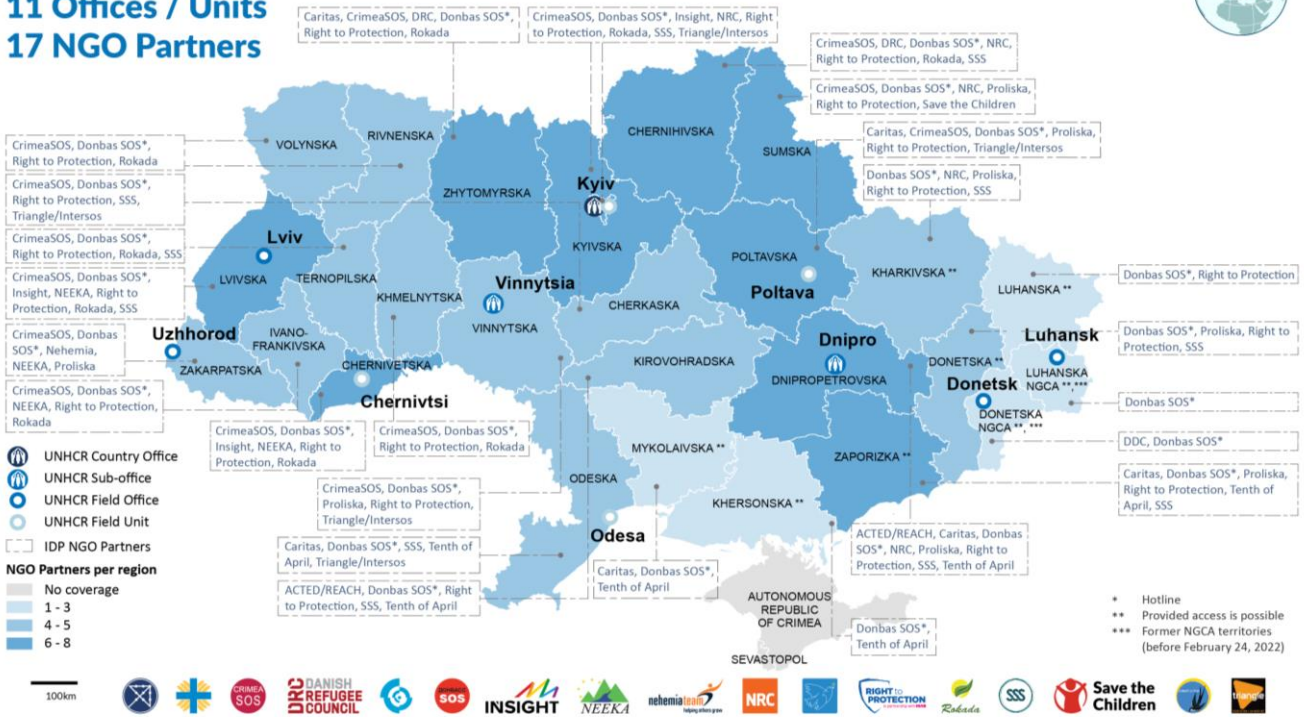 11 Offices / Units
17 NGO Partners
Caritas, CrimeaSOS, DRC, Donbas SOS*,
Right to Protection, Rokada
CrimeaSOS, Donbas SOS*, Insight, NRC, Right
to Protection, Rokada, SSS, Triangle/Intersos
CrimeaSOS, DRC, Donbas SOS*, NRC,
Right to Protection, Rokada, SSS
CrimeaSOS, Donbas SOS*, NRC, Proliska,
Right to Protection, Save the Children
Caritas, CrimeaSOS, Donbas SOS*, Proliska,
Right to Protection, Triangle/Intersos
Donbas SOS*, NRC, Proliska,
Right to Protection, SSS
CrimeaSOS, Donbas SOS*,
Right to Protection, Rokada
CrimeaSOS, Donbas SOS*,
Right to Protection, SSS,
Triangle/Intersos
CrimeaSOS, Donbas SOS*,
Right to Protection, Rokada, SSS
CrimeaSOS, Donbas SOS*,
Insight, NEEKA, Right to
Protection, Rokada, SSS
CrimeaSOS, Donbas
SOS*, Nehemia,
NEEKA, Proliska
CrimeaSOS, Donbas SOS*,
NEEKA, Right to Protection,
Rokada
VOLYNSKA
RIVNENSKA
ZHYTOMYRSKA
Kyiv
KYIVSKA
CHERNIHIVSKA
SUMSKA
Lviv
LVIVSKA
TERNOPILSKA
KHMELNYTSKA
Vinnytsia
VINNYTSKA
CHERKASKA
POLTAVSKA
Poltava
KHARKIVSKA **
LUHANSKA **
Uzhhorod
ZAKARPATSKA
IVANO-
FRANKIVSKA
CHERNIVETSKA
Chernivtsi
KIROVOHRADSKA
Dnipro
DNIPROPETROVSKA
DONETSKA **
Luhansk
LUHANSKA
NGCA **,***
Donetsk
DONETSKA
NGCA **, ***
MYKOLAIVSKA **
ZAPORIZKA **
ODESKA
KHERSONSKA **
Odesa
AUTONOMOUS
REPUBLIC
OF CRIMEA
SEVASTOPOL
Donbas SOS*, Right to Protection
Donbas SOS*, Proliska, Right to
Protection, SSS
Donbas SOS*
DDC, Donbas SOS*
Caritas, Donbas SOS*, Proliska,
Right to Protection, Tenth of
April, SSS
CrimeaSOS, Donbas SOS*,
Insight, NEEKA, Right to
Protection, Rokada
CrimeaSOS, Donbas SOS*,
Right to Protection, Rokada
CrimeaSOS, Donbas SOS*,
Proliska, Right to Protection,
Triangle/Intersos
Caritas, Donbas SOS*, SSS, Tenth of
April, Triangle/Intersos
ACTED/REACH, Donbas SOS*, Right
to Protection, SSS, Tenth of April
Caritas, Donbas SOS*,
Tenth of April
ACTED/REACH, Caritas, Donbas
SOS*, NRC, Proliska, Right to
Protection, SSS, Tenth of April
Donbas SOS*,
Tenth of April
UNHCR Country Office
UNHCR Sub-office
UNHCR Field Office
UNHCR Field Unit
IDP NGO Partners
NGO Partners per region
No coverage
1 - 3
4 - 5
6 - 8
* Hotline
** Provided access is possible
*** Former NGCA territories
(before February 24, 2022)
100km
CRIMEA
SOS
DRC DANISH
REFUGEE
COUNCIL
SOS
INSIGHT
NEEKA
nehemiateam
helping others grow
NRC
RIGHT to
PROTECTION
Rokada
SSS
Save the
Children
triangle